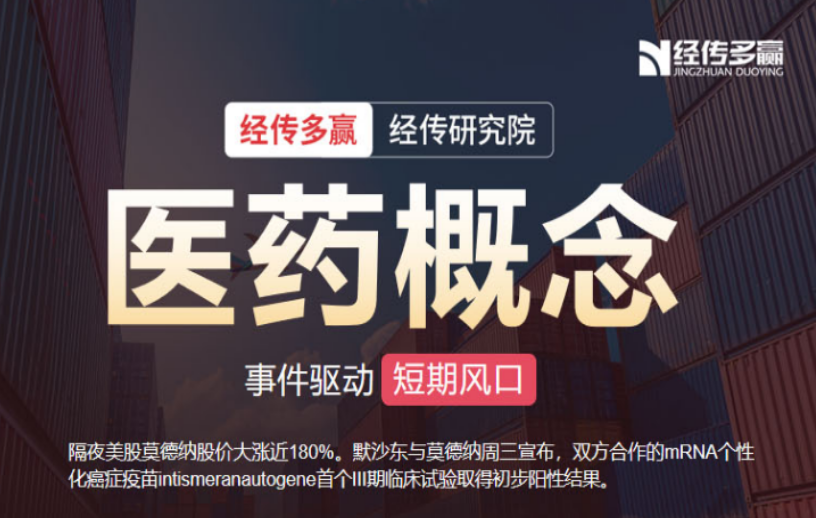 经传多赢
JINGZHUAN DUOYING
经传多赢 经传研究院
医药概念
事件驱动 短期风口
隔夜美股莫德纳股价大涨近180%。默沙东与莫德纳周三宣布，双方合作的mRNA个性
化癌症疫苗intismeranautogene首个III期临床试验取得初步阳性结果。